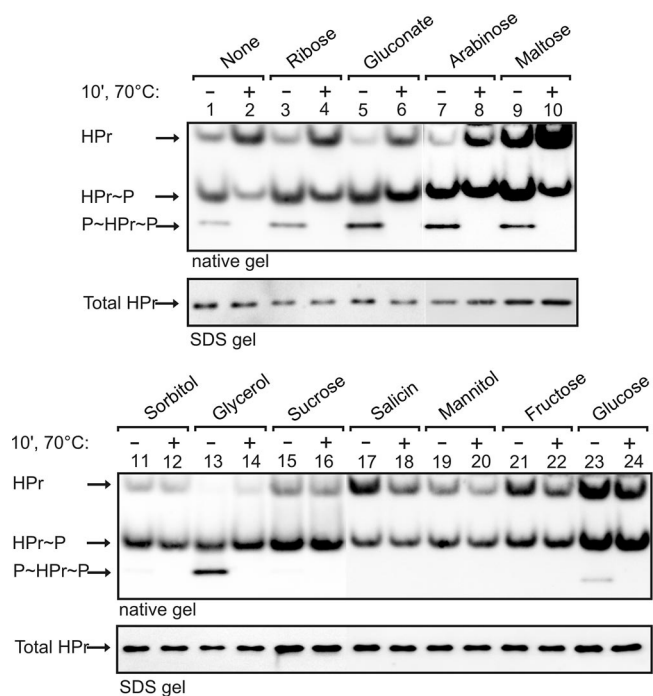 None Ribose Gluconate Arabinose Maltose
10', 70°C: – + – + – + – + – +
1 2 3 4 5 6 7 8 9 10
HPr
HPr~P
P~HPr~P
native gel
Total HPr
SDS gel
Sorbitol Glycerol Sucrose Salicin Mannitol Fructose Glucose
10', 70°C: – + – + – + – + – + – + – +
11 12 13 14 15 16 17 18 19 20 21 22 23 24
HPr
HPr~P
P~HPr~P
native gel
Total HPr
SDS gel